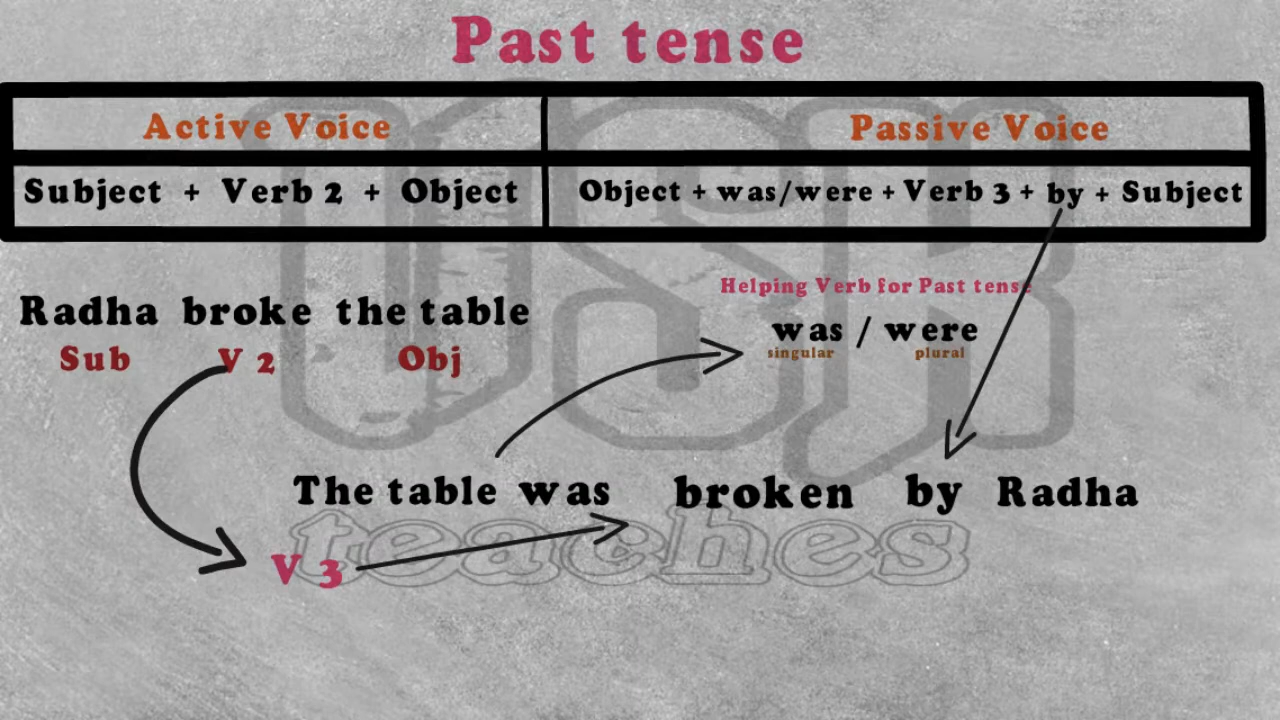 Past tense
Active Voice Passive Voice
Subject + Verb 2 + Object Object + was/were + Verb 3 + by + Subject
Helping Verb for Past tense
Radha broke the table
was / were
singular plural
Sub V 2 Obj
The table was broken by Radha
V 3
USR
teaches